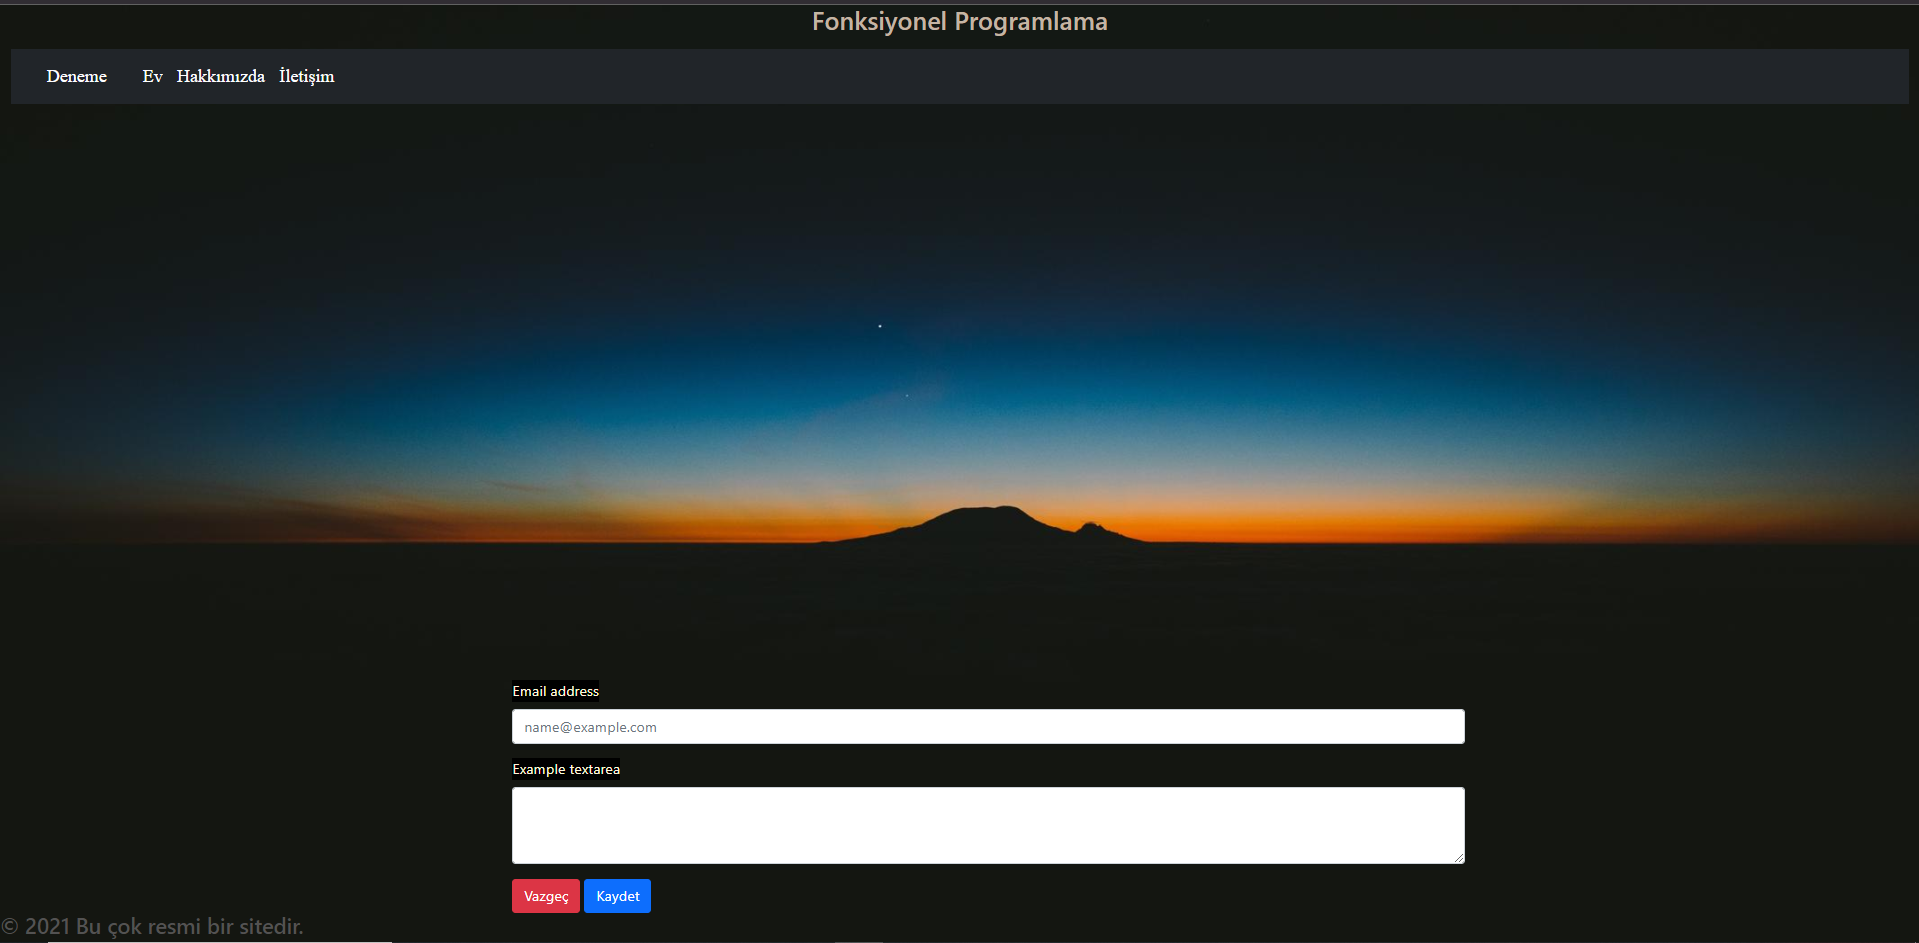 Fonksiyonel Programlama
Deneme Ev Hakkımızda İletişim
Email address
name@example.com
Example textarea
Vazgeç Kaydet
© 2021 Bu çok resmi bir sitedir.